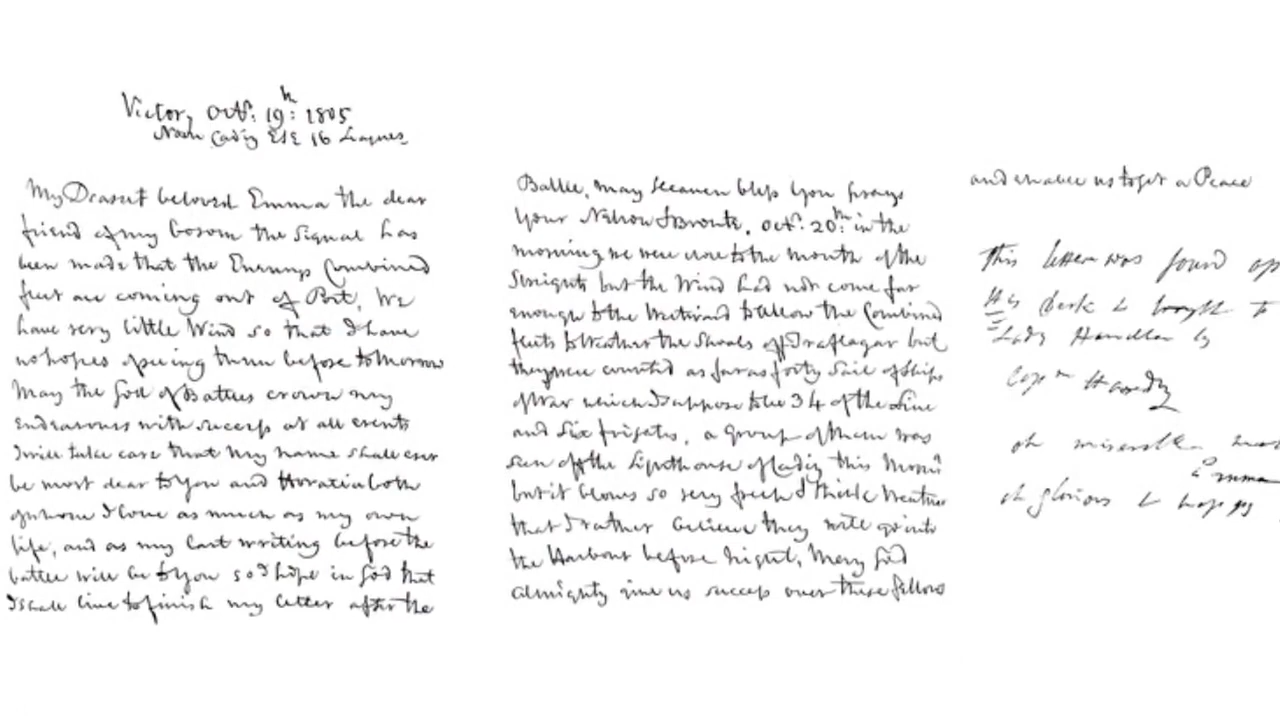 Victory Octr: 19th: 1805
Noon Cadiz ESE 16 Leagues
My Dearest beloved Emma the dear
friend of my bosom the signal has
been made that the Enemys Combined
fleet are coming out of Port, We
have very little Wind so that I have
no hopes of seeing them before tomorrow
May the God of Battles crown my
Endeavours with success at all events
I will take care that my name shall ever
be most dear to You and Horatia both
of whom I love as much as my own
life, and as my last writing before the
battle will be to You so I hope in God that
I shall live to finish my letter after the
Battle, may Heaven bless You prays
Your Nelson & Bronte, octr: 20th: in the
morning we were close to the mouth of the
Streights but the Wind had not come far
enough to the Westward to allow the Combined
fleets to Weather the Shoals off Trafalgar but
they were counted as far as forty Sail of Ships
of War which I suppose to be 34 of the Line
and Six frigates, a Group of them was
seen off the Lighthouse of Cadiz this Morng
but it blows so very fresh & thick weather
that I rather believe they will go into
the Harbour before Night, May God
Almighty give us success over these fellows
and enable us to get a Peace
This letter was found
His desk & brought to
Lady Hamilton by
Capn Hardy
oh miserable
Emma
oh glorious & happy